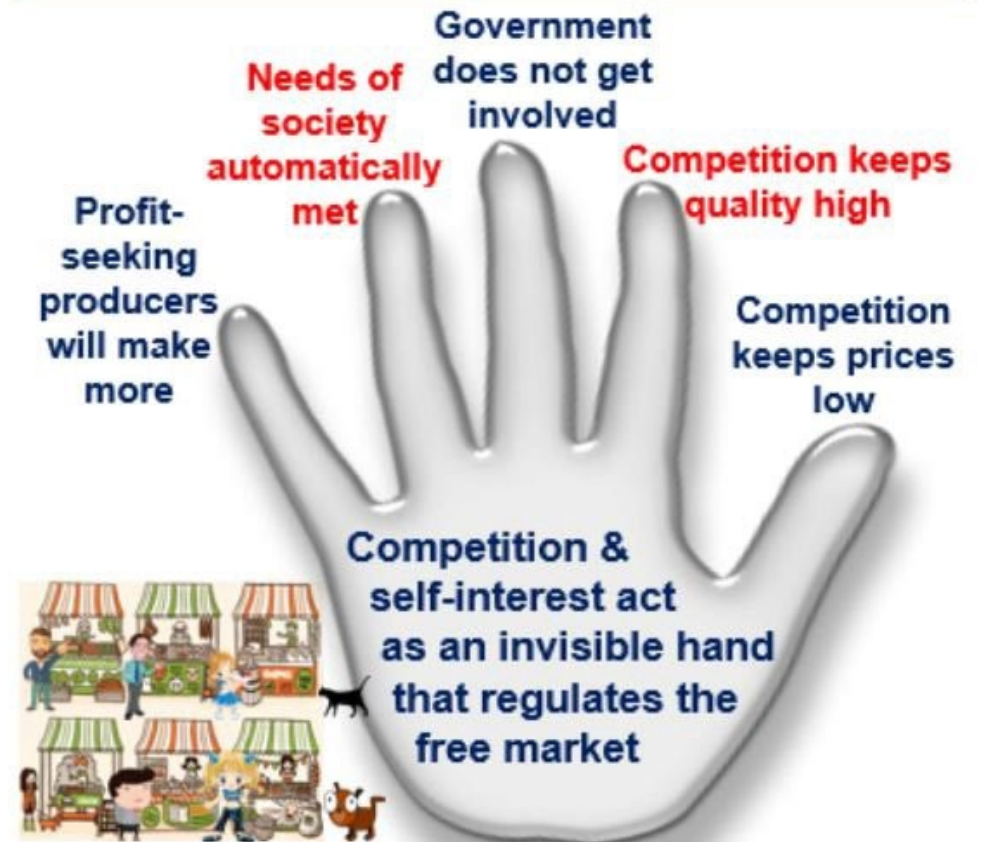 Government
does not get
involved
Needs of
society
automatically
met
Competition keeps
quality high
Profit-
seeking
producers
will make
more
Competition
keeps prices
low
Competition &
self-interest act
as an invisible hand
that regulates the
free market